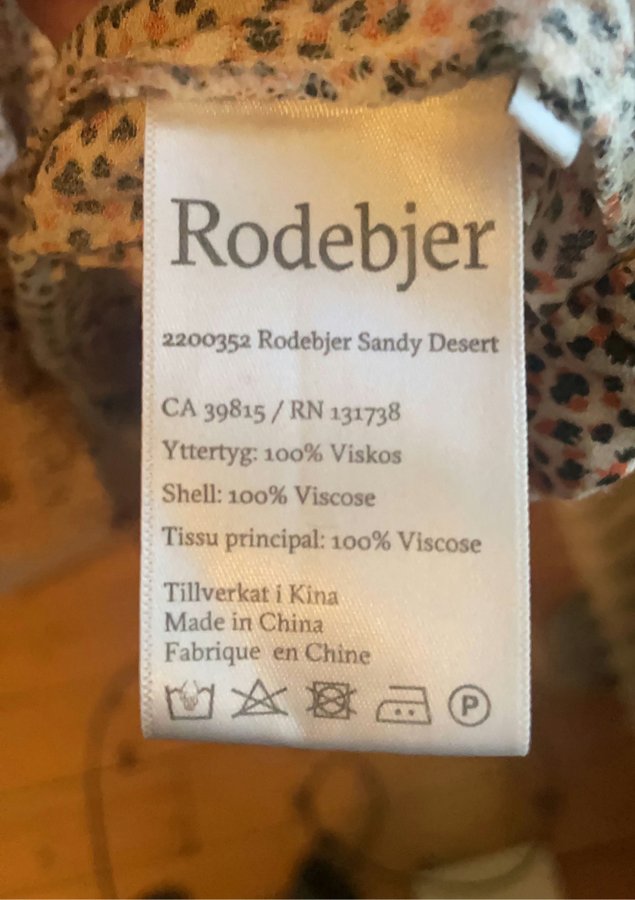 Rodebjer
2200352 Rodebjer Sandy Desert
CA 39815 / RN 131738
Yttertyg: 100% Viskos
Shell: 100% Viscose
Tissu principal: 100% Viscose
Tillverkat i Kina
Made in China
Fabrique en Chine
P